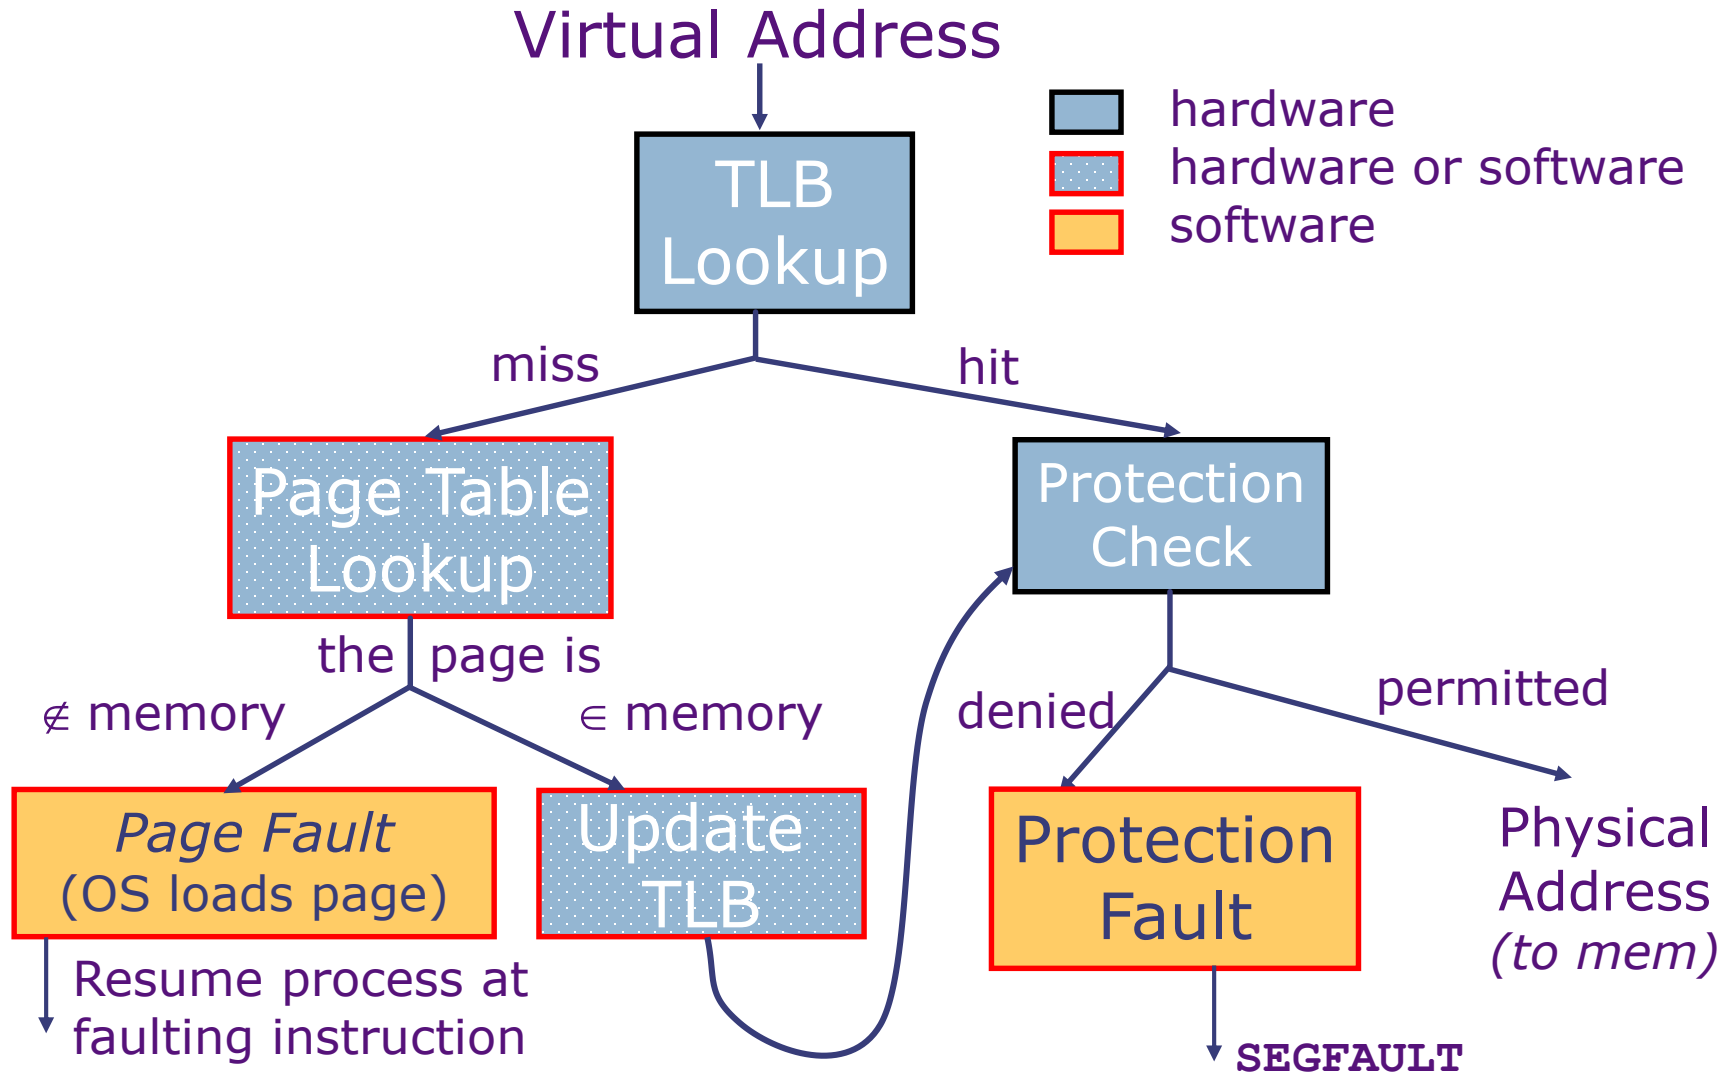 Virtual Address
hardware
hardware or software
software
TLB
Lookup
miss
hit
Page Table
Lookup
Protection
Check
the page is
∉ memory
∈ memory
denied
permitted
Page Fault
(OS loads page)
Update
TLB
Protection
Fault
Physical
Address
(to mem)
Resume process at
faulting instruction
SEGFAULT